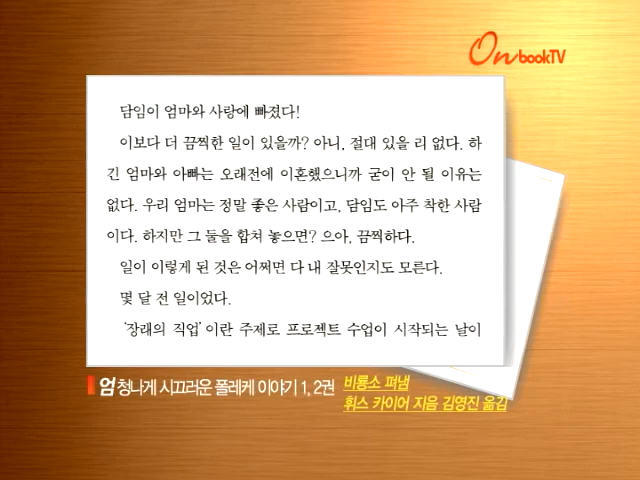 On bookTV
담임이 엄마와 사랑에 빠졌다!
이보다 더 끔찍한 일이 있을까? 아니, 절대 있을 리 없다. 하
긴 엄마와 아빠는 오래전에 이혼했으니까 굳이 안 될 이유는
없다. 우리 엄마는 정말 좋은 사람이고, 담임도 아주 착한 사람
이다. 하지만 그 둘을 합쳐 놓으면? 으아, 끔찍하다.
일이 이렇게 된 것은 어쩌면 다 내 잘못인지도 모른다.
몇 달 전 일이었다.
‘장래의 직업’이란 주제로 프로젝트 수업이 시작되는 날이
엄청나게 시끄러운 폴레케 이야기 1, 2권
비룡소 펴냄
휘스 카이어 지음 김영진 옮김